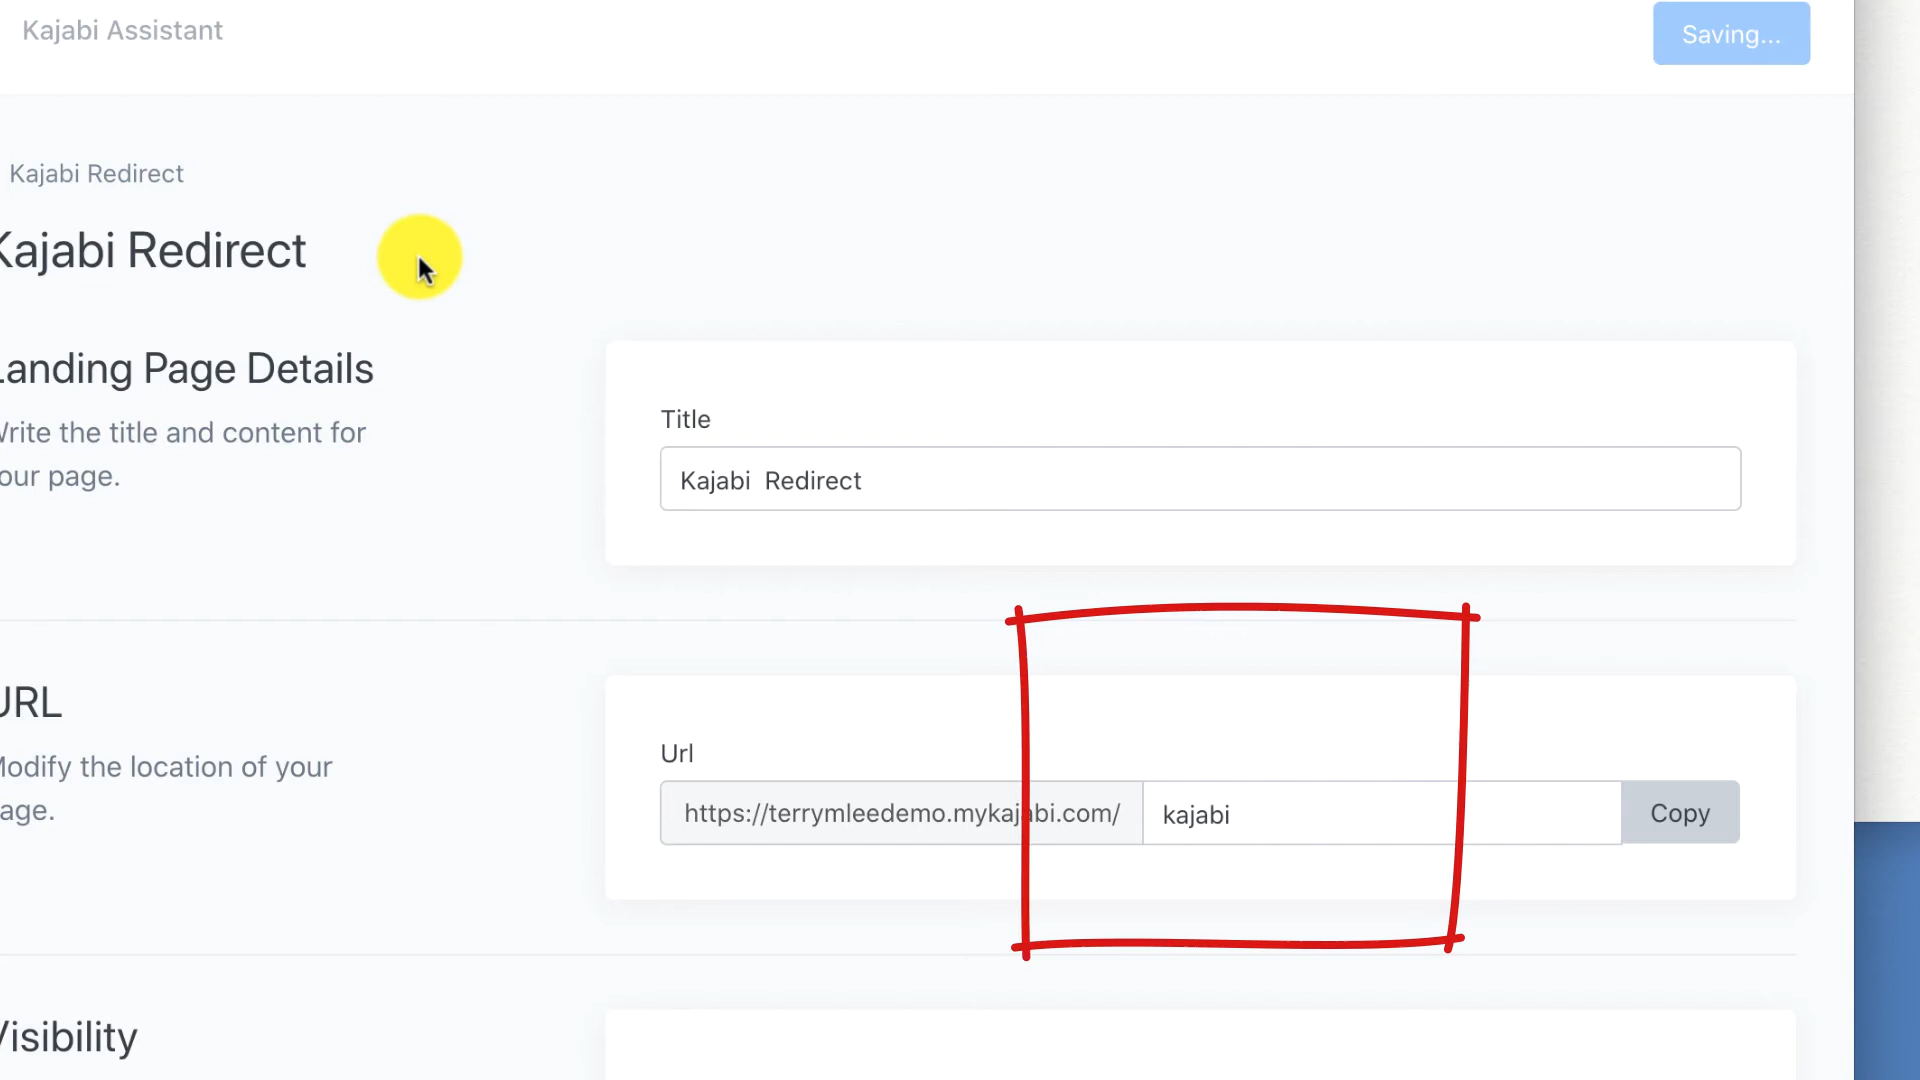 Kajabi Assistant
Saving...
Kajabi Redirect
Kajabi Redirect
Landing Page Details
Write the title and content for
your page.
Title
Kajabi  Redirect
URL
Modify the location of your
page.
Url
https://terrymleedemo.mykajabi.com/
kajabi
Copy
Visibility